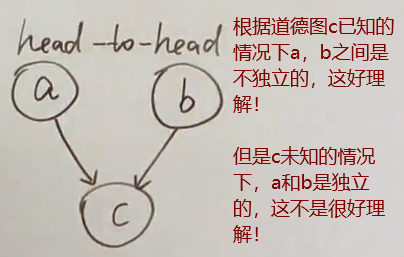 head-to-head
a
b
c
根据道德图c已知的
情况下a，b之间是
不独立的，这好理
解！
但是c未知的情况
下，a和b是独立
的，这不是很好理
解！